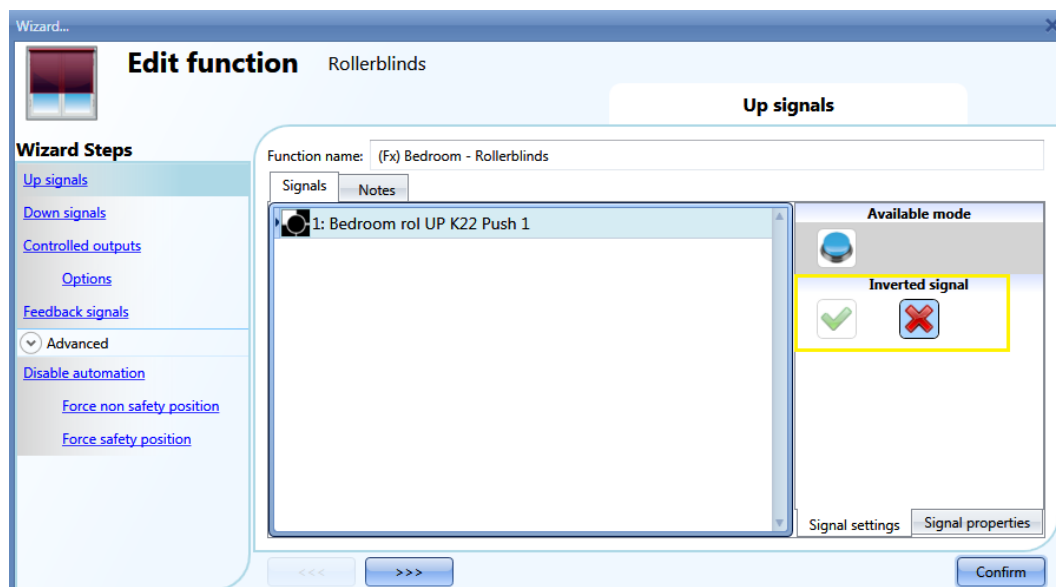 Wizard...
Edit function Rollerblinds
Up signals
Wizard Steps
Up signals
Down signals
Controlled outputs
Options
Feedback signals
Advanced
Disable automation
Force non safety position
Force safety position
Function name: (Fx) Bedroom - Rollerblinds
Signals Notes
1: Bedroom rol UP K22 Push 1
Available mode
Inverted signal
Signal settings Signal properties
<<< >>> Confirm